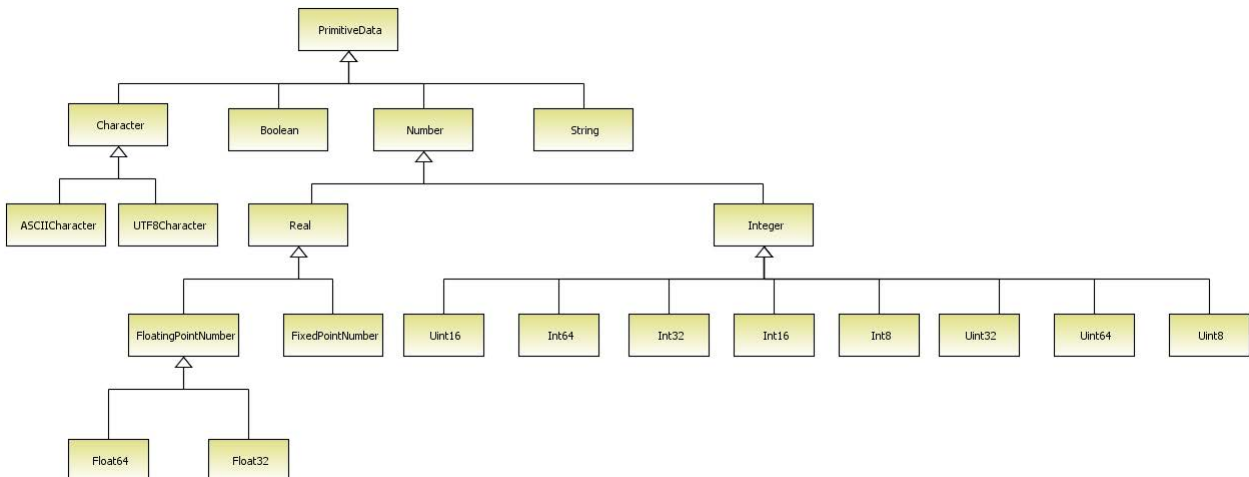 PrimitiveData
Character
Boolean
Number
String
ASCIICharacter
UTF8Character
Real
Integer
FloatingPointNumber
FixedPointNumber
Uint16
Int64
Int32
Int16
Int8
Uint32
Uint64
Uint8
Float64
Float32